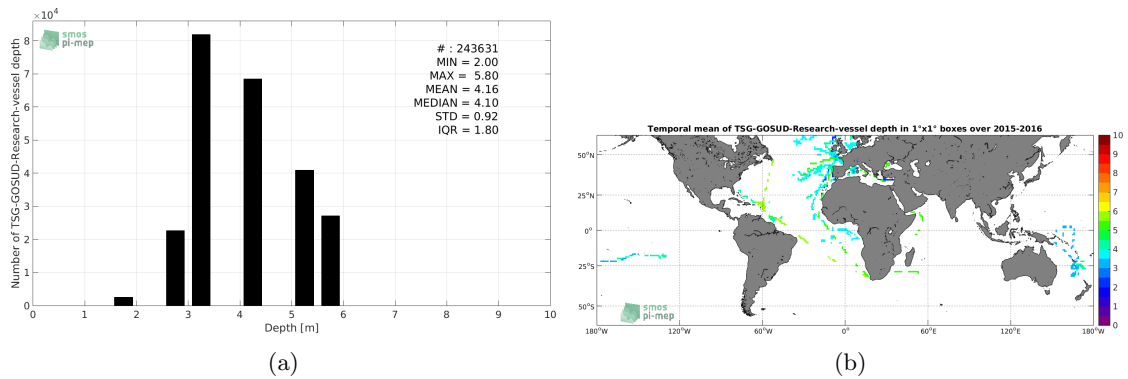 ×10⁴
smos
pi-mep
Number of TSG-GOSUD-Research-vessel depth
8
7
6
5
4
3
2
1
0
# : 243631
MIN = 2.00
MAX = 5.80
MEAN = 4.16
MEDIAN = 4.10
STD = 0.92
IQR = 1.80
0 1 2 3 4 5 6 7 8 9 10
Depth [m]
(a)
Temporal mean of TSG-GOSUD-Research-vessel depth in 1°x1° boxes over 2015-2016
50°N
25°N
0°
25°S
50°S
smos
pi-mep
180°W 120°W 60°W 0° 60°E 120°E 180°W
10
9
8
7
6
5
4
3
2
1
0
(b)